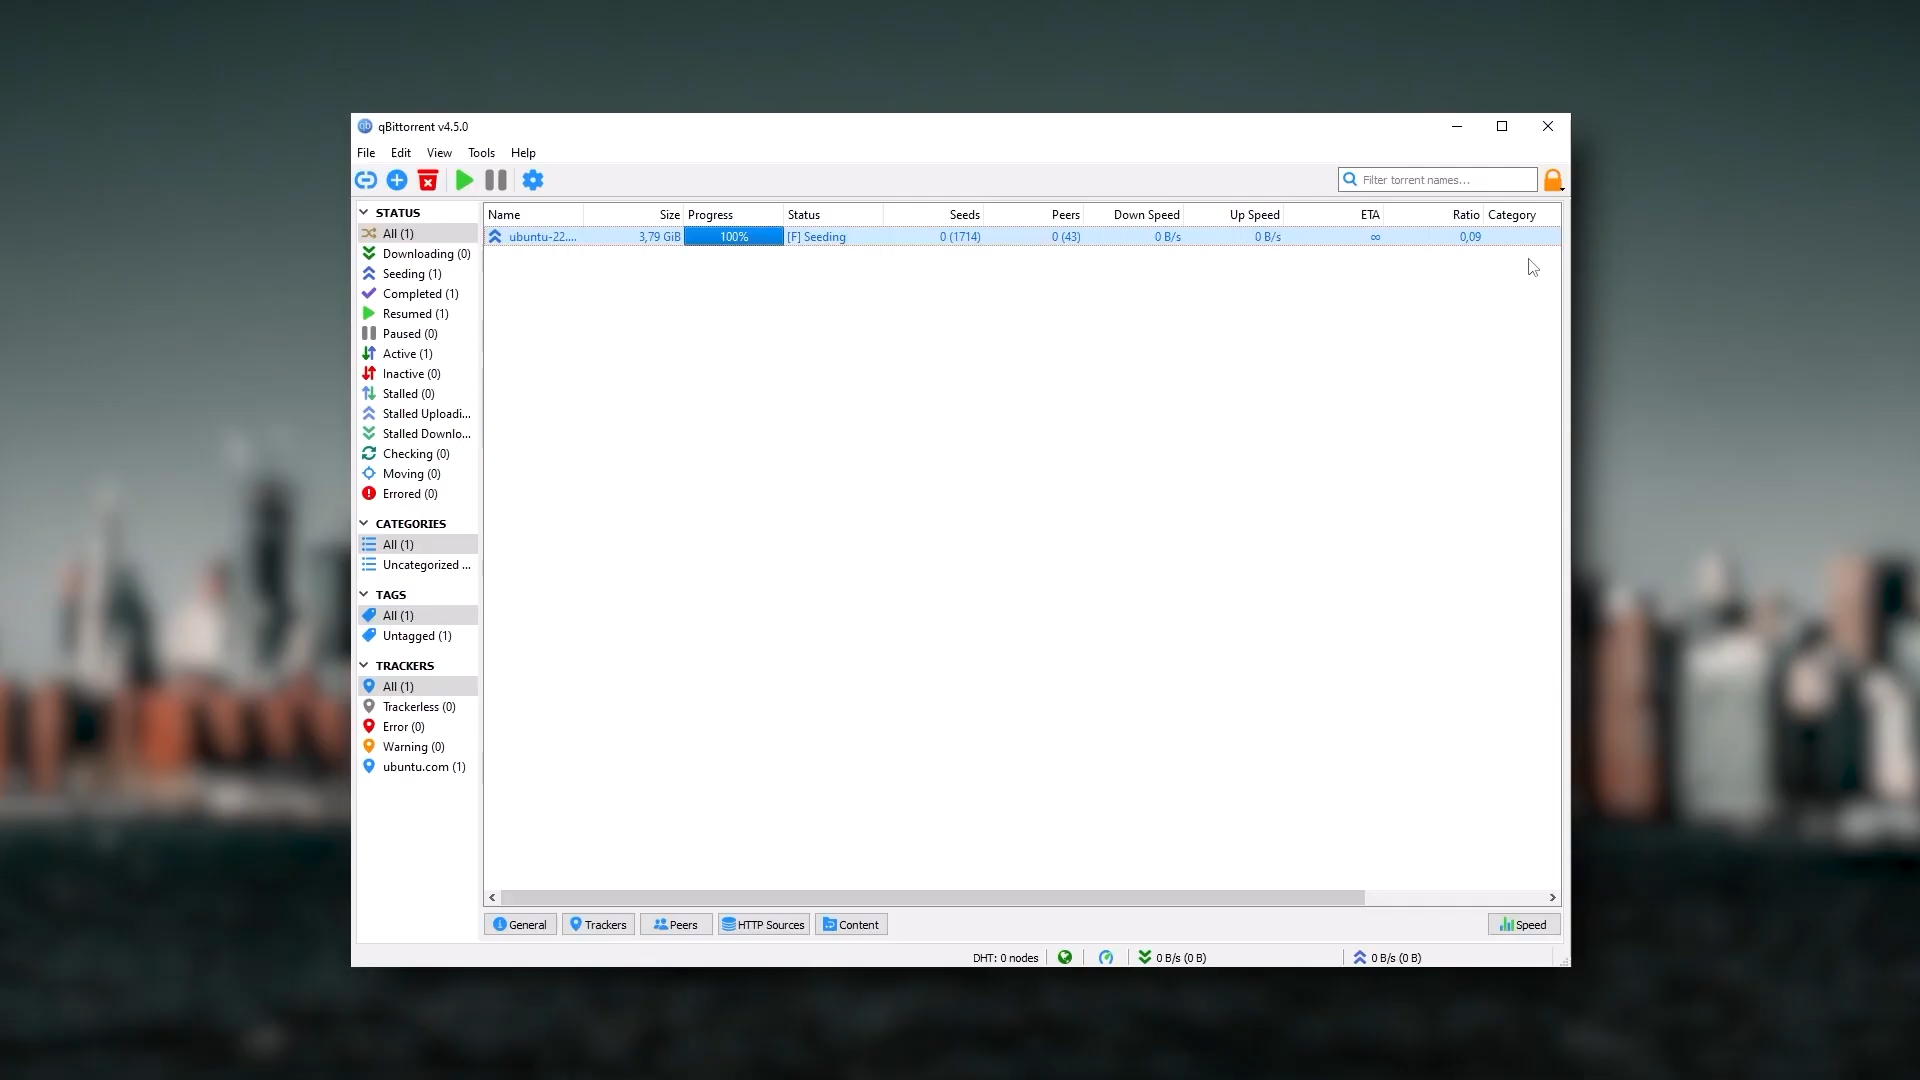 qBittorrent v4.5.0
File Edit View Tools Help
Filter torrent names...
STATUS
All (1)
Downloading (0)
Seeding (1)
Completed (1)
Resumed (1)
Paused (0)
Active (1)
Inactive (0)
Stalled (0)
Stalled Uploadi...
Stalled Downlo...
Checking (0)
Moving (0)
Errored (0)
CATEGORIES
All (1)
Uncategorized ...
TAGS
All (1)
Untagged (1)
TRACKERS
All (1)
Trackerless (0)
Error (0)
Warning (0)
ubuntu.com (1)
Name Size Progress Status Seeds Peers Down Speed Up Speed ETA Ratio Category
ubuntu-22.... 3,79 GiB 100% [F] Seeding 0 (1714) 0 (43) 0 B/s 0 B/s ∞ 0,09
General Trackers Peers HTTP Sources Content Speed
DHT: 0 nodes 0 B/s (0 B) 0 B/s (0 B)